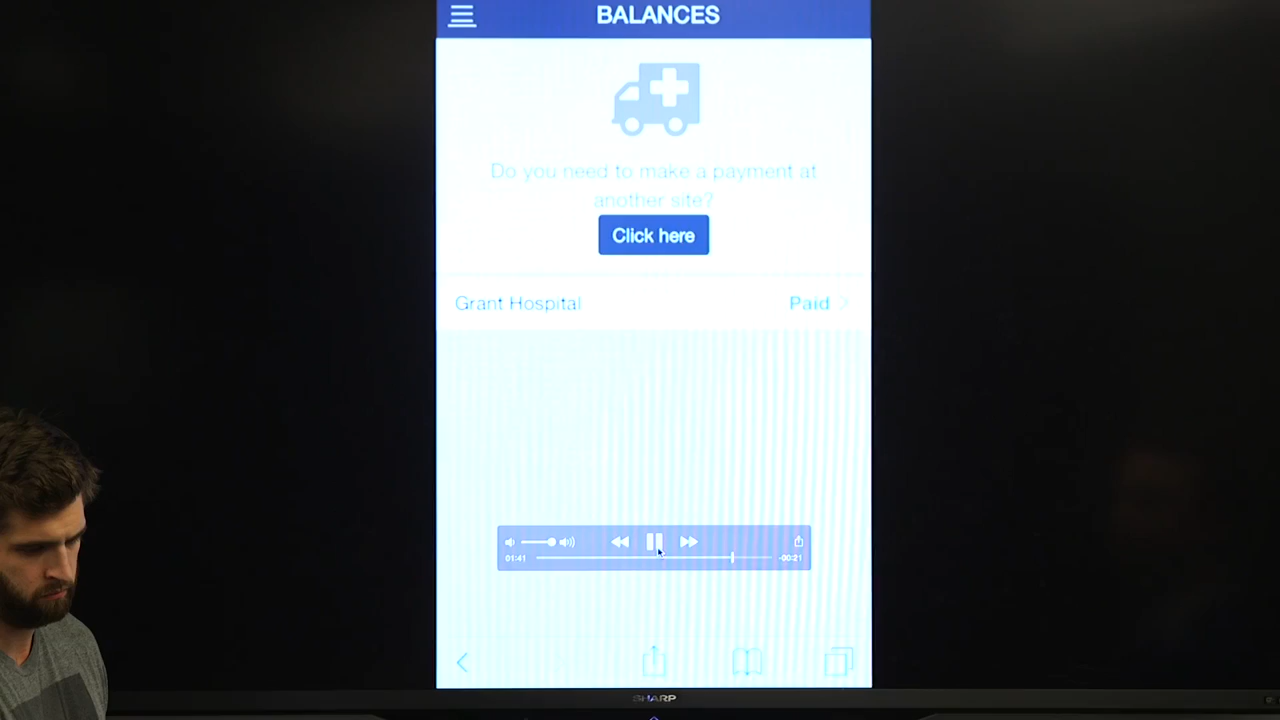 BALANCES
Do you need to make a payment at
another site?
Click here
Grant Hospital Paid
01:41 -00:21
SHARP